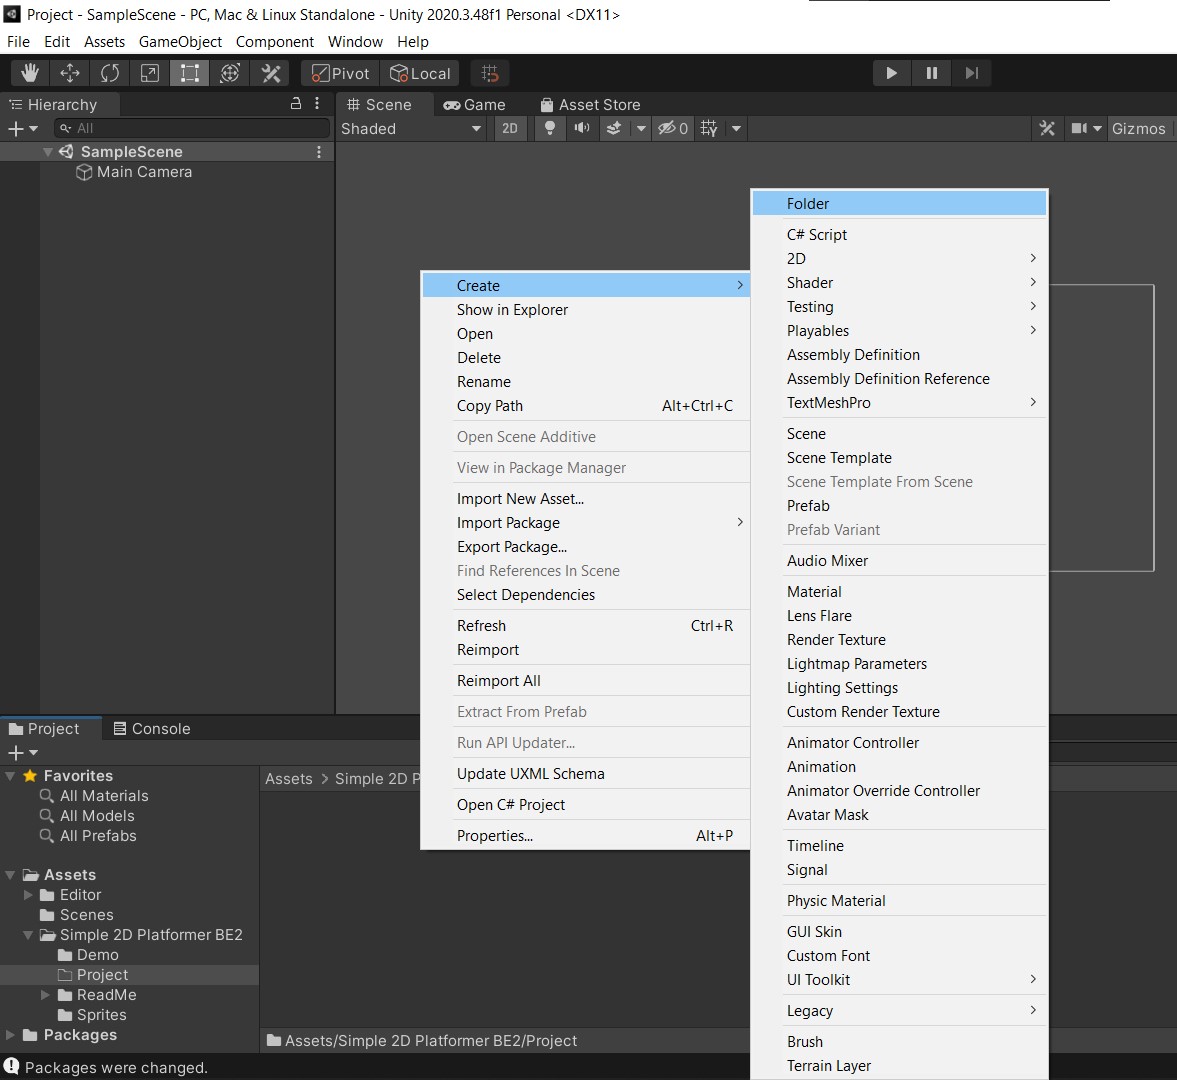 Project - SampleScene - PC, Mac & Linux Standalone - Unity 2020.3.48f1 Personal <DX11>
File Edit Assets GameObject Component Window Help
Pivot Local
Hierarchy
All
SampleScene
Main Camera
Scene Game Asset Store
Shaded 2D 0 Gizmos
Create
Show in Explorer
Open
Delete
Rename
Copy Path Alt+Ctrl+C
Open Scene Additive
View in Package Manager
Import New Asset...
Import Package
Export Package...
Find References In Scene
Select Dependencies
Refresh Ctrl+R
Reimport
Reimport All
Extract From Prefab
Run API Updater...
Update UXML Schema
Open C# Project
Properties... Alt+P
Folder
C# Script
2D
Shader
Testing
Playables
Assembly Definition
Assembly Definition Reference
TextMeshPro
Scene
Scene Template
Scene Template From Scene
Prefab
Prefab Variant
Audio Mixer
Material
Lens Flare
Render Texture
Lightmap Parameters
Lighting Settings
Custom Render Texture
Animator Controller
Animation
Animator Override Controller
Avatar Mask
Timeline
Signal
Physic Material
GUI Skin
Custom Font
UI Toolkit
Legacy
Brush
Terrain Layer
Project Console
Favorites
All Materials
All Models
All Prefabs
Assets
Editor
Scenes
Simple 2D Platformer BE2
Demo
Project
ReadMe
Sprites
Packages
Assets > Simple 2D P
Assets/Simple 2D Platformer BE2/Project
Packages were changed.